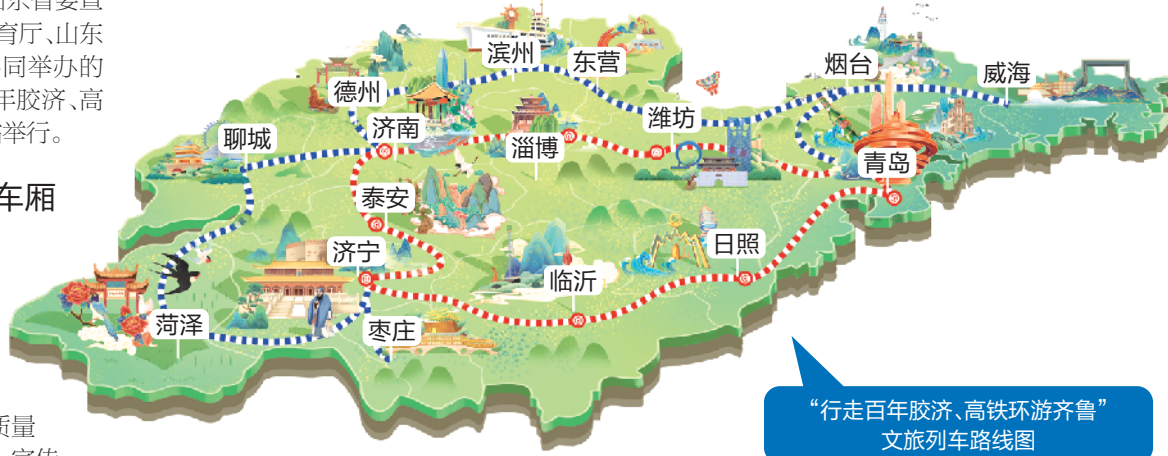 育厅、山东
同举办的
年胶济、高
举行。
车厢
滨州
东营
烟台
威海
德州
济南
淄博
潍坊
聊城
青岛
泰安
济宁
日照
临沂
菏泽
枣庄
质量
“行走百年胶济、高铁环游齐鲁”
文旅列车路线图